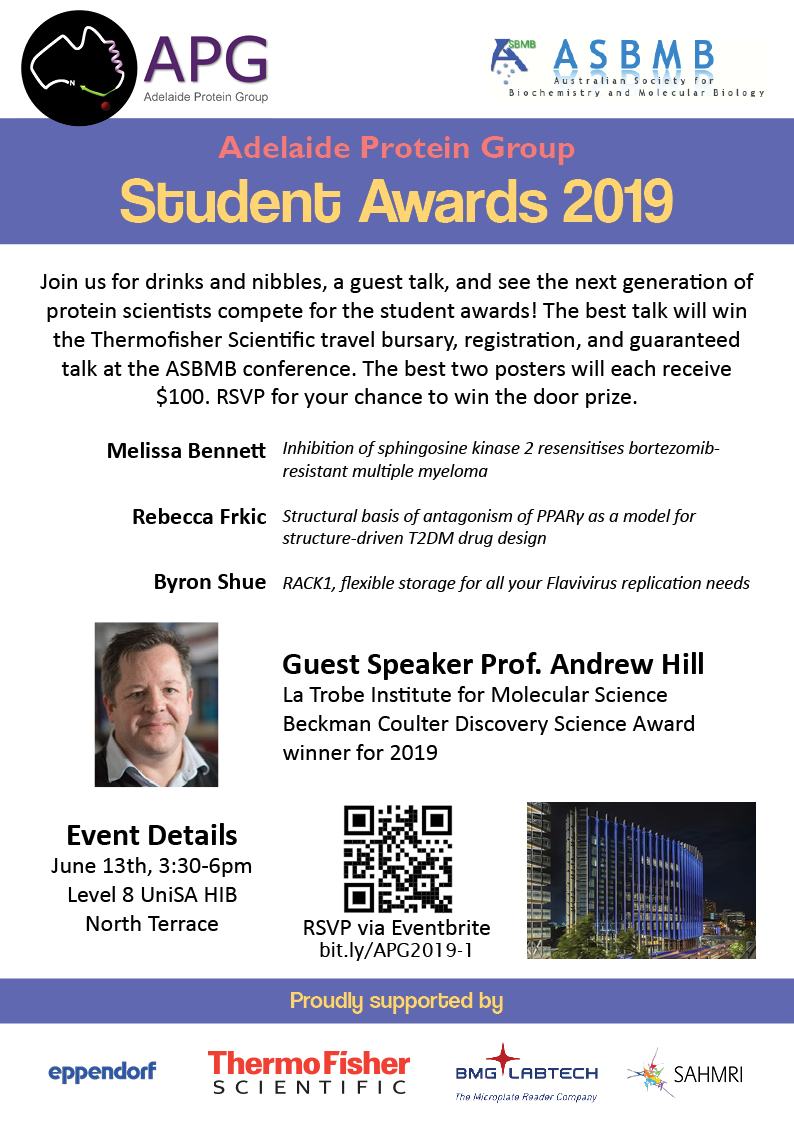 APG
Adelaide Protein Group
N
SBMB
ASBMB
Australian Society for
Biochemistry and Molecular Biology
Adelaide Protein Group
Student Awards 2019
Join us for drinks and nibbles, a guest talk, and see the next generation of
protein scientists compete for the student awards! The best talk will win
the Thermofisher Scientific travel bursary, registration, and guaranteed
talk at the ASBMB conference. The best two posters will each receive
$100. RSVP for your chance to win the door prize.
Melissa Bennett
Inhibition of sphingosine kinase 2 resensitises bortezomib-
resistant multiple myeloma
Rebecca Frkic
Structural basis of antagonism of PPARγ as a model for
structure-driven T2DM drug design
Byron Shue
RACK1, flexible storage for all your Flavivirus replication needs
Guest Speaker Prof. Andrew Hill
La Trobe Institute for Molecular Science
Beckman Coulter Discovery Science Award
winner for 2019
Event Details
June 13th, 3:30-6pm
Level 8 UniSA HIB
North Terrace
RSVP via Eventbrite
bit.ly/APG2019-1
Proudly supported by
eppendorf
ThermoFisher
SCIENTIFIC
BMG LABTECH
The Microplate Reader Company
SAHMRI